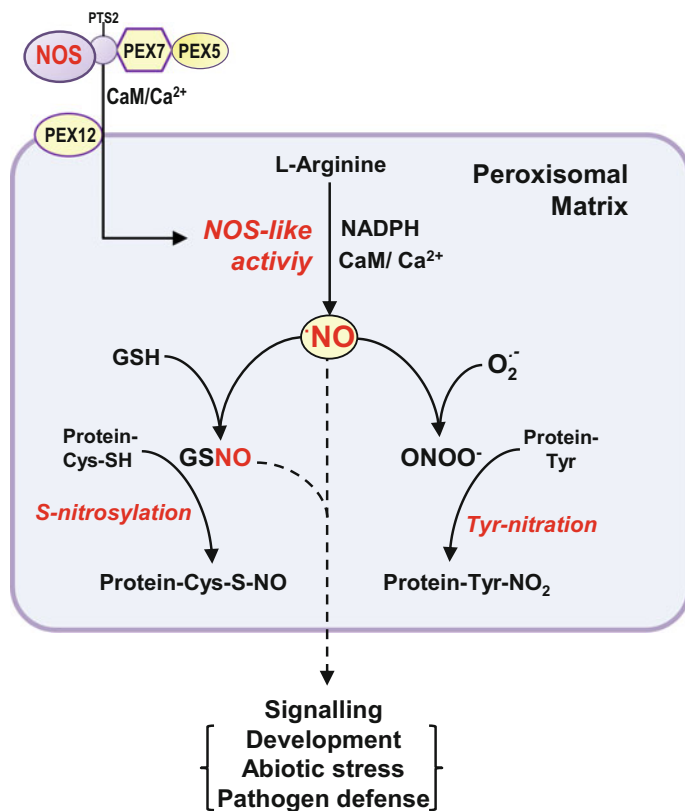 PTS2
NOS
PEX7
PEX5
CaM/Ca²⁺
PEX12
L-Arginine
Peroxisomal
Matrix
NOS-like
activiy
NADPH
CaM/ Ca²⁺
·NO
GSH
O₂·⁻
Protein-
Cys-SH
GSNO
ONOO⁻
Protein-
Tyr
S-nitrosylation
Tyr-nitration
Protein-Cys-S-NO
Protein-Tyr-NO₂
Signalling
Development
Abiotic stress
Pathogen defense